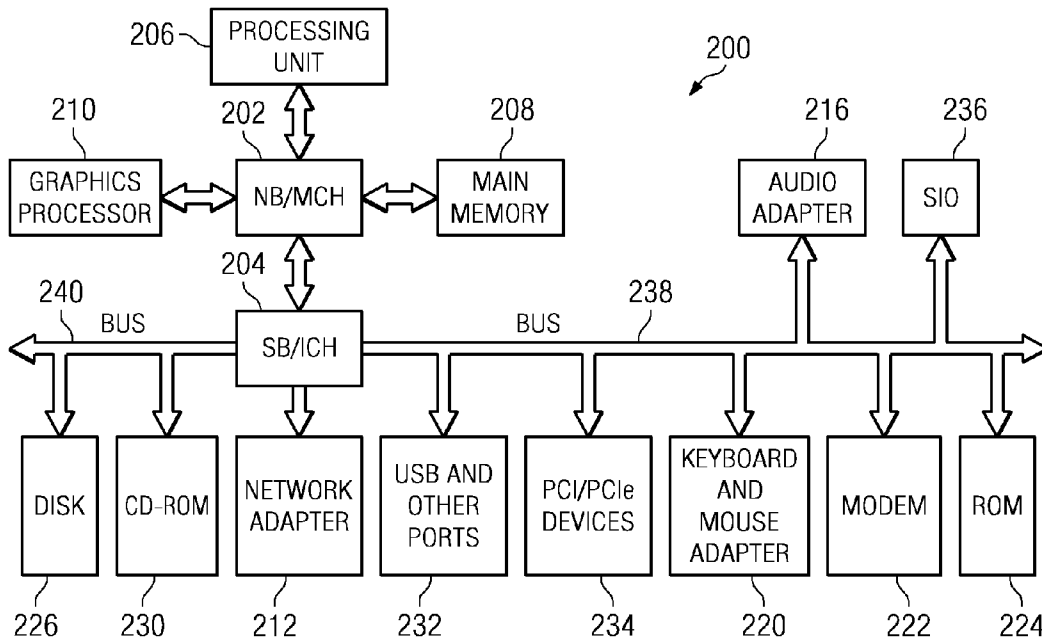 206
PROCESSING
UNIT
200
210
202
208
216
236
GRAPHICS
PROCESSOR
NB/MCH
MAIN
MEMORY
AUDIO
ADAPTER
SIO
204
240
BUS
SB/ICH
BUS
238
DISK
CD-ROM
NETWORK
ADAPTER
USB AND
OTHER
PORTS
PCI/PCIe
DEVICES
KEYBOARD
AND
MOUSE
ADAPTER
MODEM
ROM
226
230
212
232
234
220
222
224